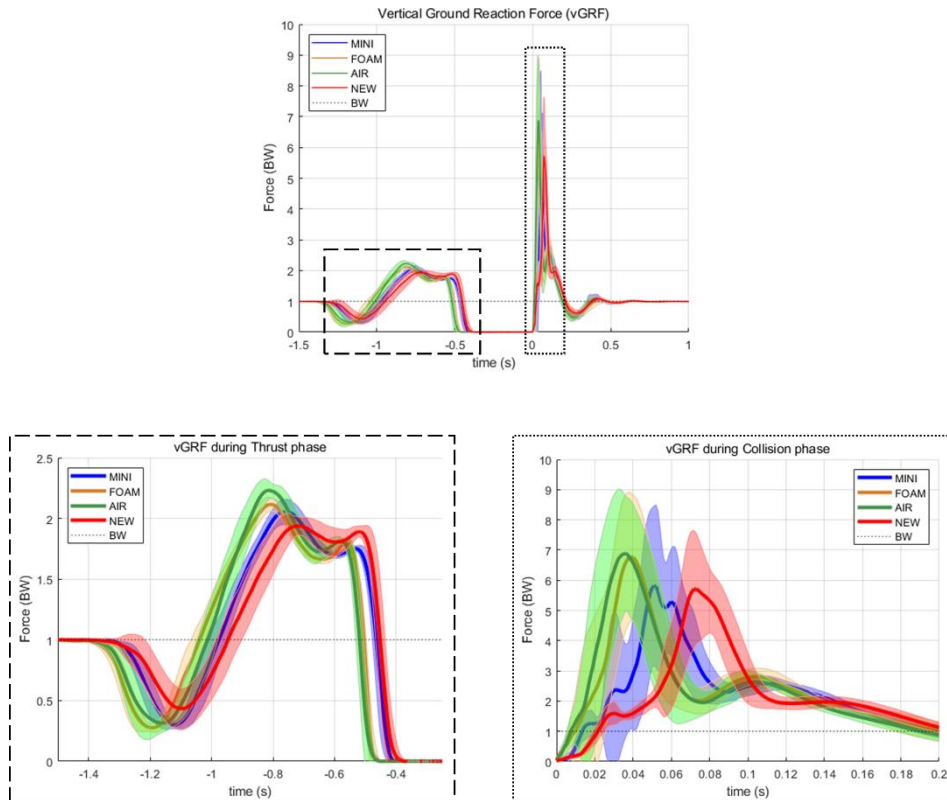 Vertical Ground Reaction Force (vGRF)
10
9
8
7
6
5
4
3
2
1
0
Force (BW)
MINI
FOAM
AIR
NEW
BW
-1.5
-1
-0.5
0
0.5
1
time (s)
vGRF during Thrust phase
2.5
2
1.5
1
0.5
0
Force (BW)
MINI
FOAM
AIR
NEW
BW
-1.4
-1.2
-1
-0.8
-0.6
-0.4
time (s)
vGRF during Collision phase
10
9
8
7
6
5
4
3
2
1
0
Force (BW)
MINI
FOAM
AIR
NEW
BW
0
0.02
0.04
0.06
0.08
0.1
0.12
0.14
0.16
0.18
0.2
time (s)